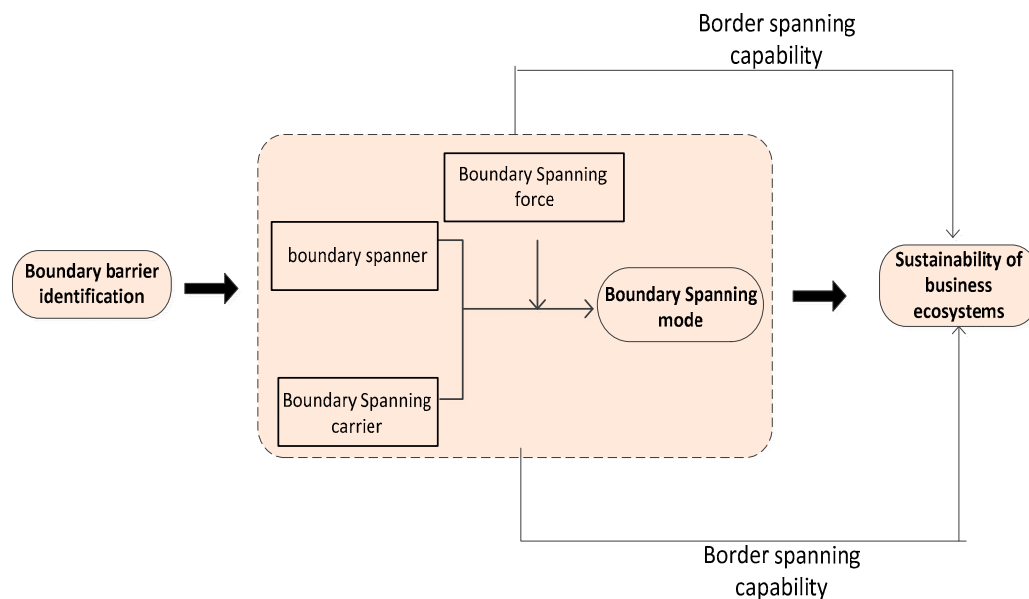 Border spanning
capability
Boundary Spanning
force
boundary spanner
Boundary barrier
identification
Boundary Spanning
mode
Sustainability of
business
ecosystems
Boundary Spanning
carrier
Border spanning
capability